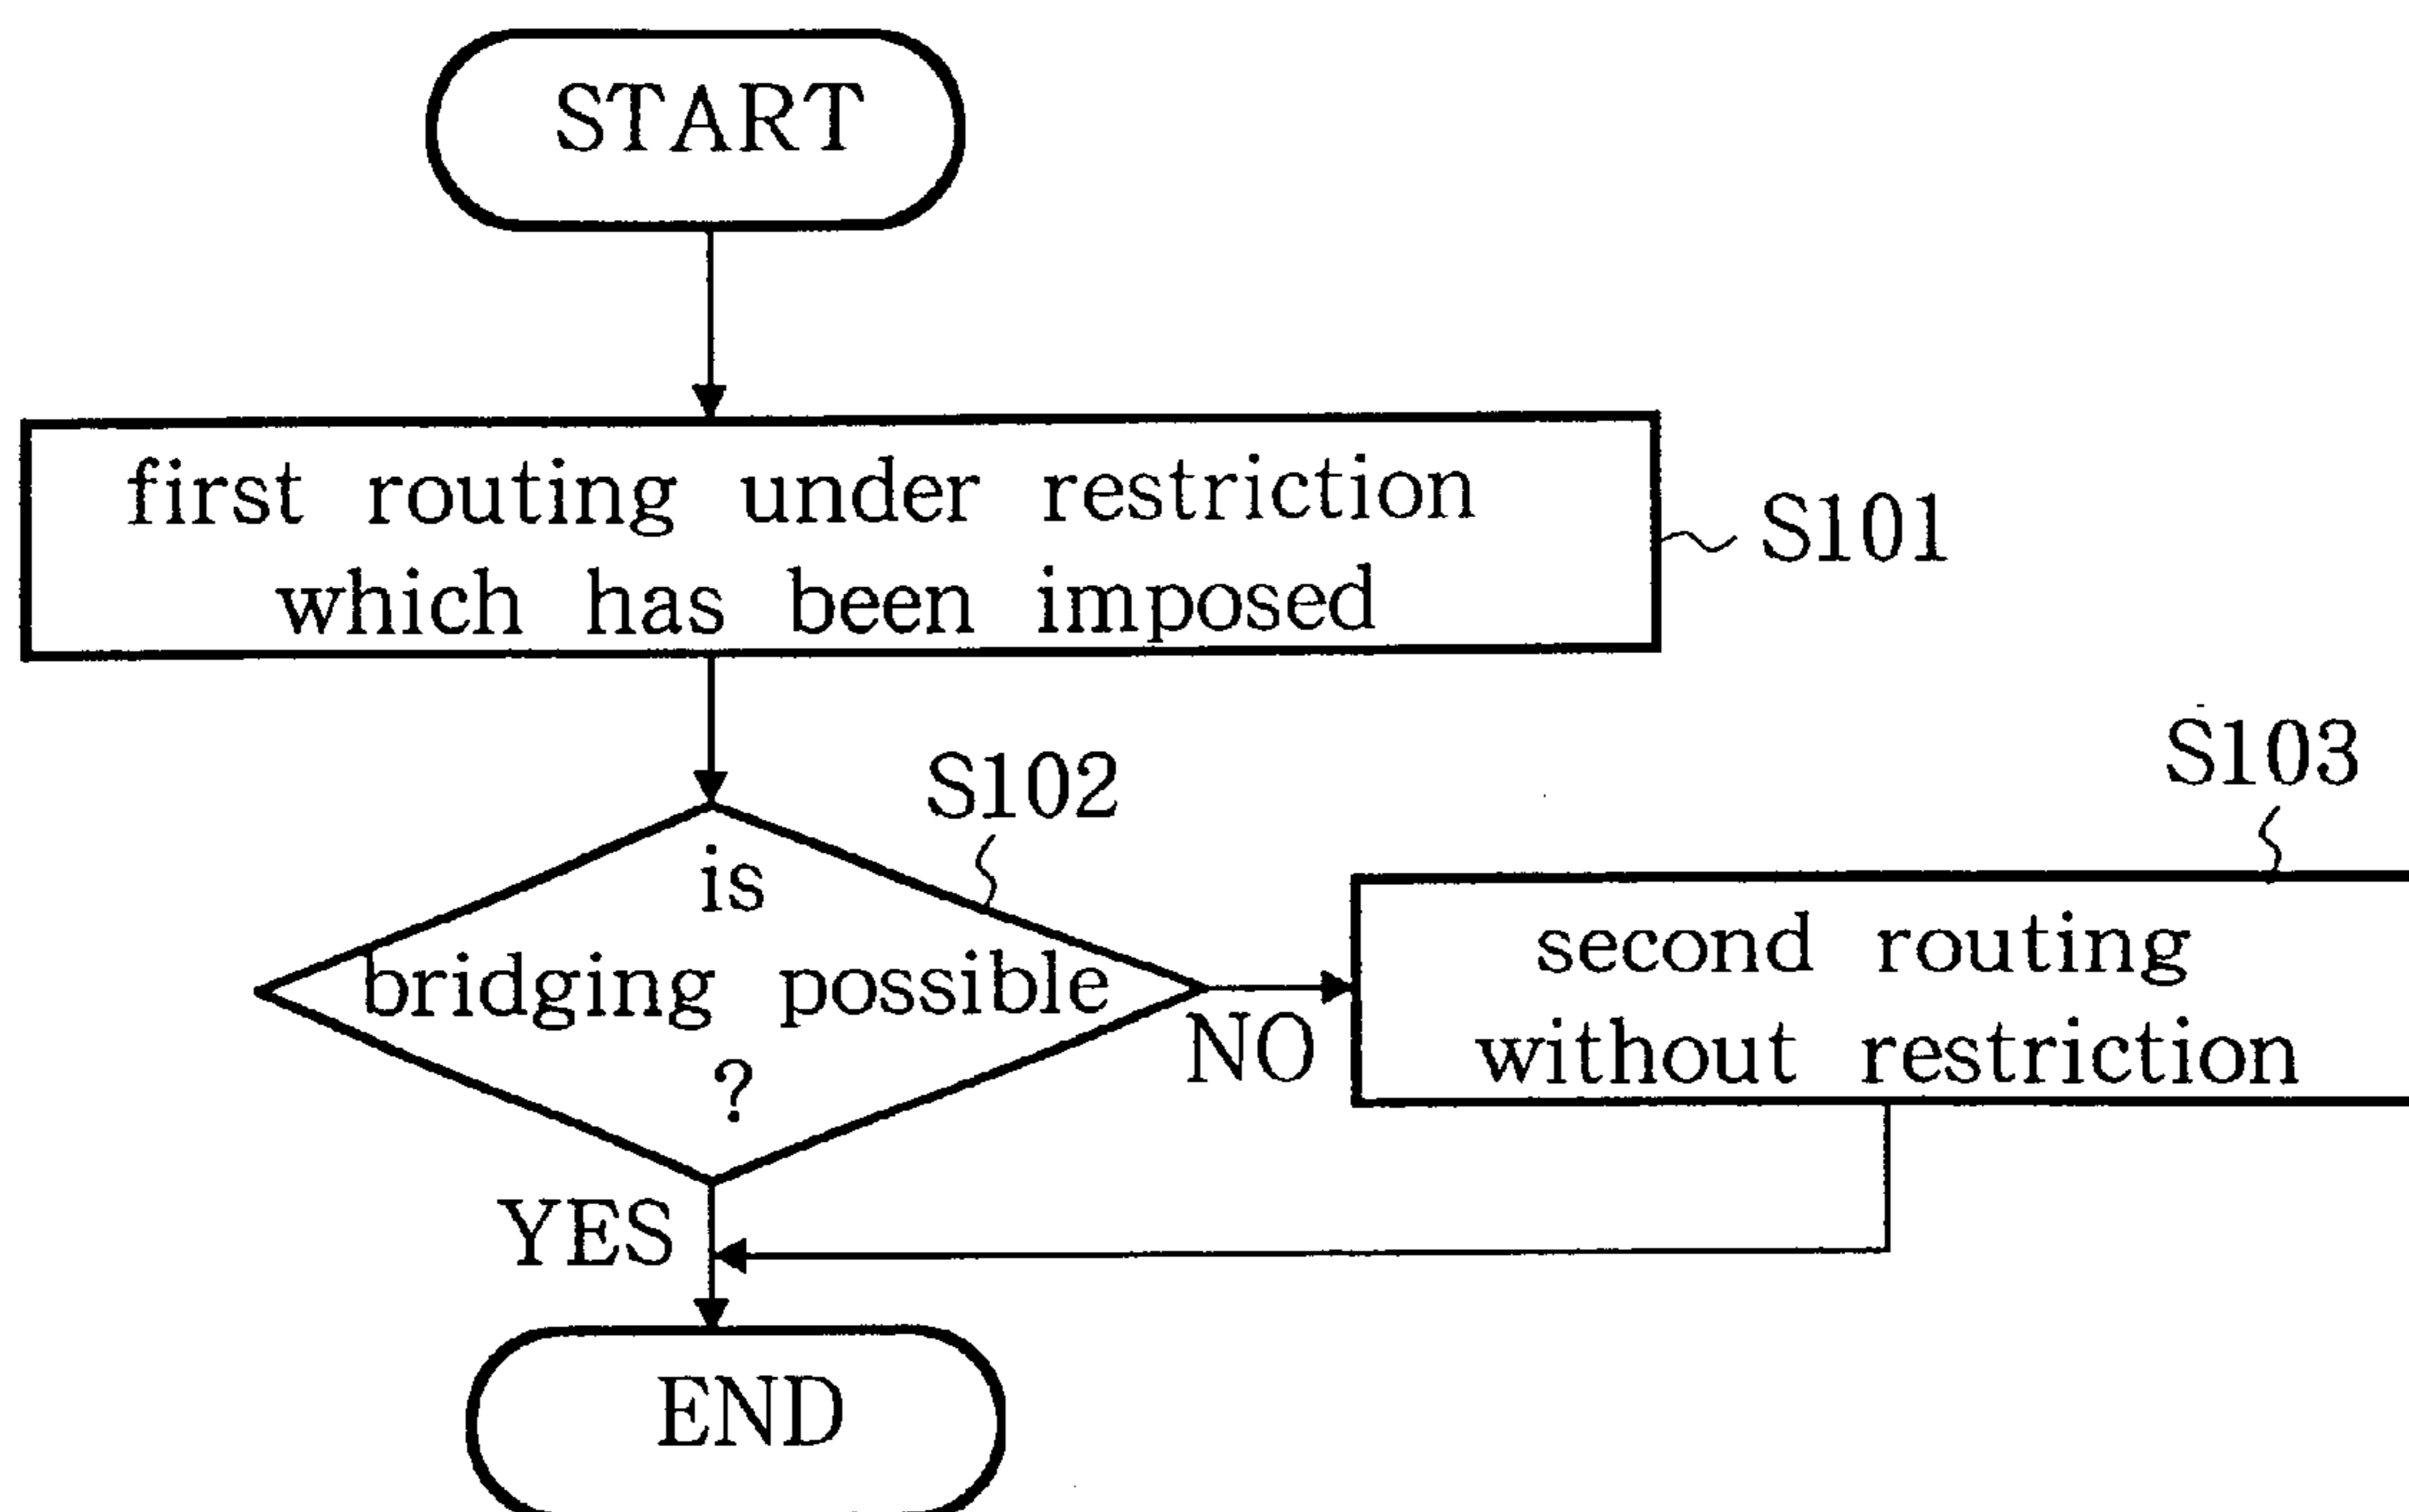 START
first routing under restriction
which has been imposed
S101
S102
is
bridging possible
?
NO
S103
second routing
without restriction
YES
END